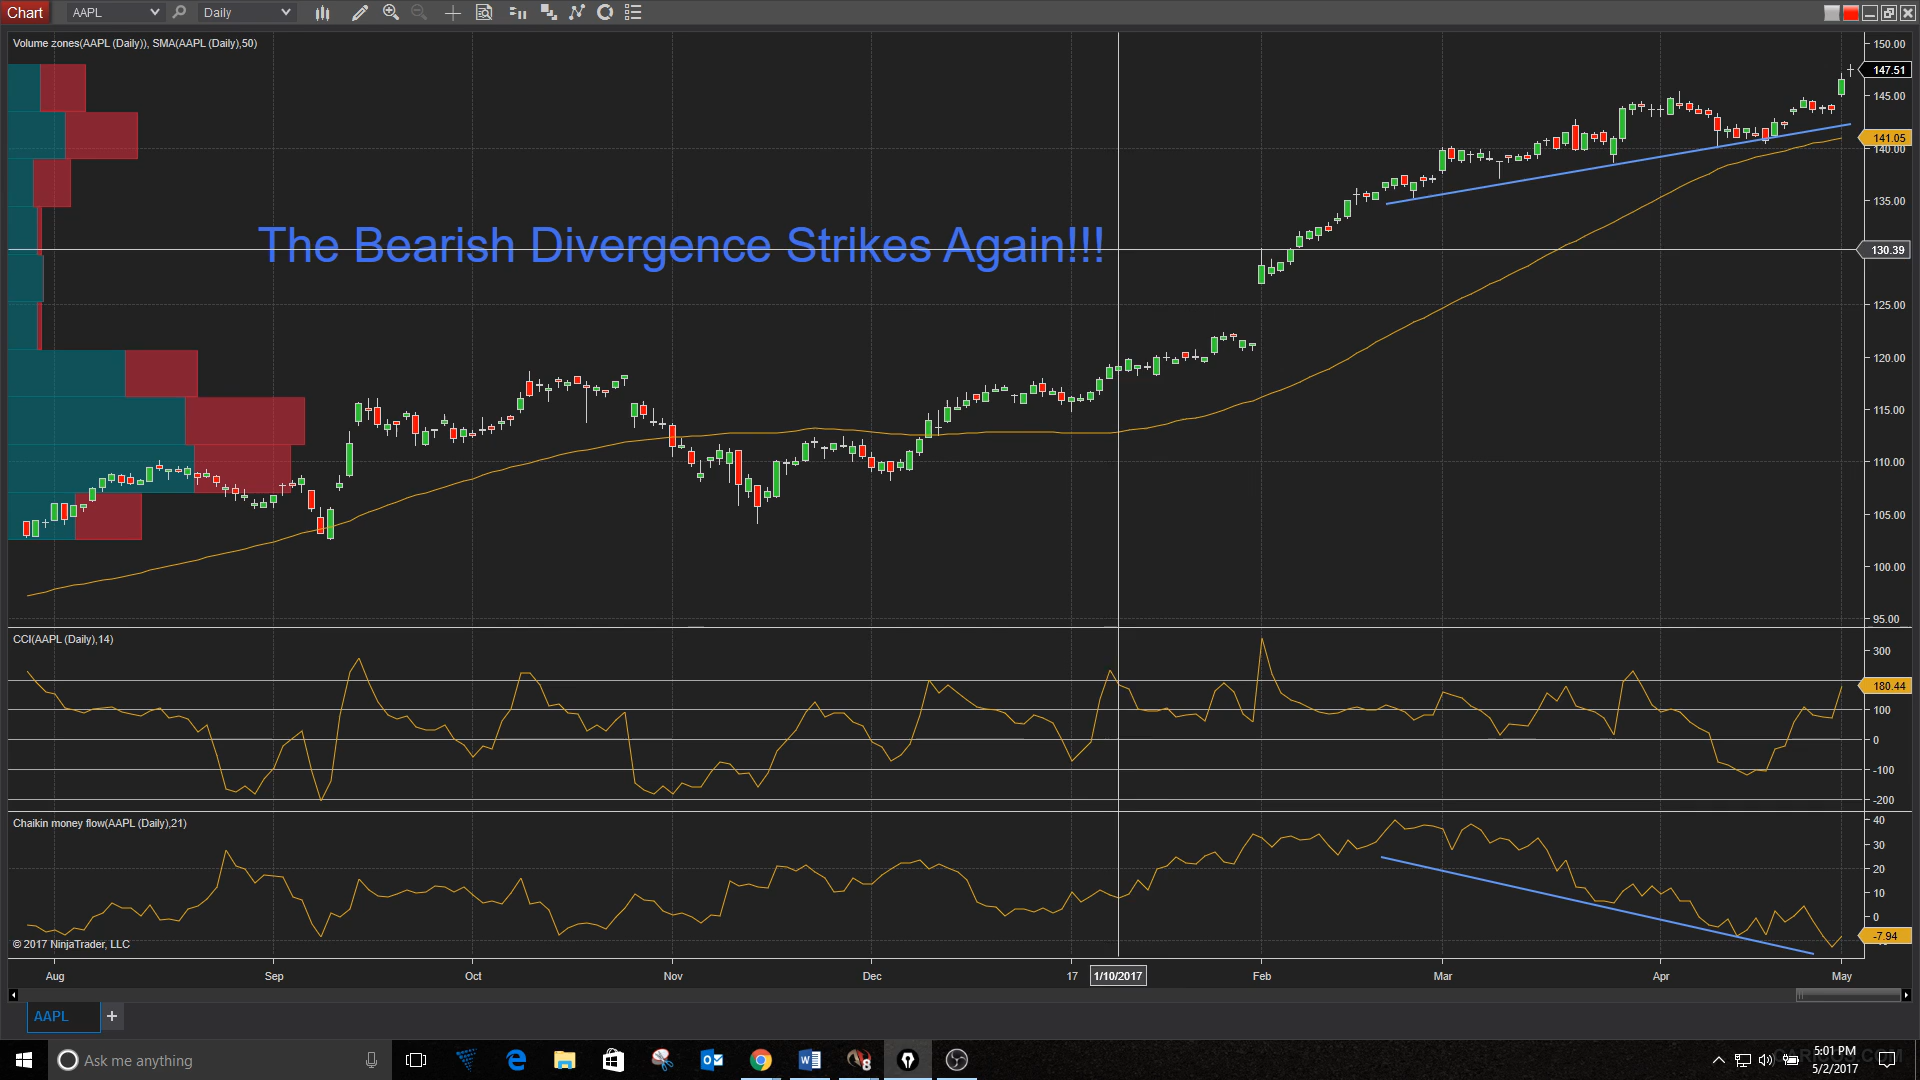 Chart AAPL Daily
Volume zones(AAPL (Daily)), SMA(AAPL (Daily),50)
150.00
147.51
145.00
141.05
140.00
135.00
The Bearish Divergence Strikes Again!!!
130.39
125.00
120.00
115.00
110.00
105.00
100.00
95.00
CCI(AAPL (Daily),14)
300
180.44
100
0
-100
-200
Chaikin money flow(AAPL (Daily),21)
40
30
20
10
0
-7.94
© 2017 NinjaTrader, LLC
Aug Sep Oct Nov Dec 17 1/10/2017 Feb Mar Apr May
AAPL +
Ask me anything
5:01 PM
5/2/2017